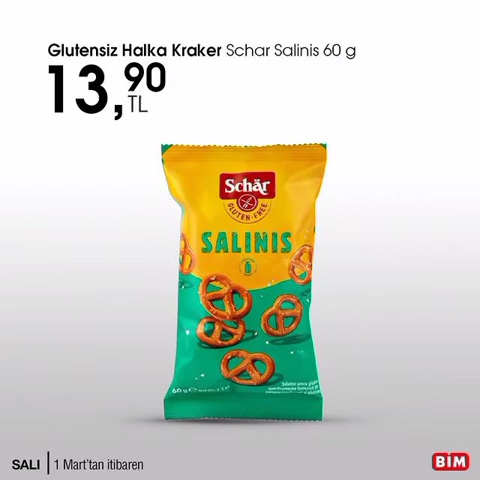 Glutensiz Halka Kraker Schar Salinis 60 g
13,90
TL
Schär
GLUTEN-FREE
SALINIS
60 g
SALI | 1 Mart'tan itibaren
BİM